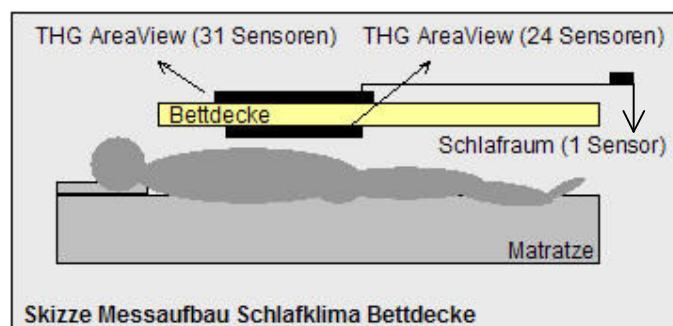 THG AreaView (31 Sensoren)
THG AreaView (24 Sensoren)
Bettdecke
Schlafraum (1 Sensor)
Matratze
Skizze Messaufbau Schlafklima Bettdecke